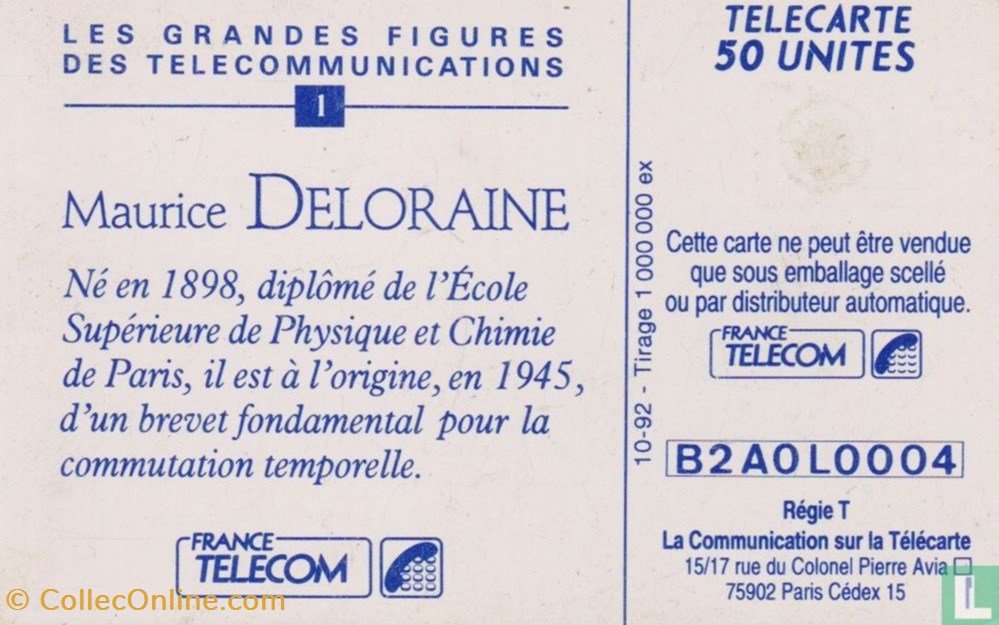 LES GRANDES FIGURES
DES TELECOMMUNICATIONS
1
Maurice DELORAINE
Né en 1898, diplômé de l'École
Supérieure de Physique et Chimie
de Paris, il est à l'origine, en 1945,
d'un brevet fondamental pour la
commutation temporelle.
FRANCE
TELECOM
© CollecOnline.com
10-92 - Tirage 1 000 000 ex
TELECARTE
50 UNITES
Cette carte ne peut être vendue
que sous emballage scellé
ou par distributeur automatique.
FRANCE
TELECOM
B2A0L0004
Régie T
La Communication sur la Télécarte
15/17 rue du Colonel Pierre Avia
75902 Paris Cédex 15
L